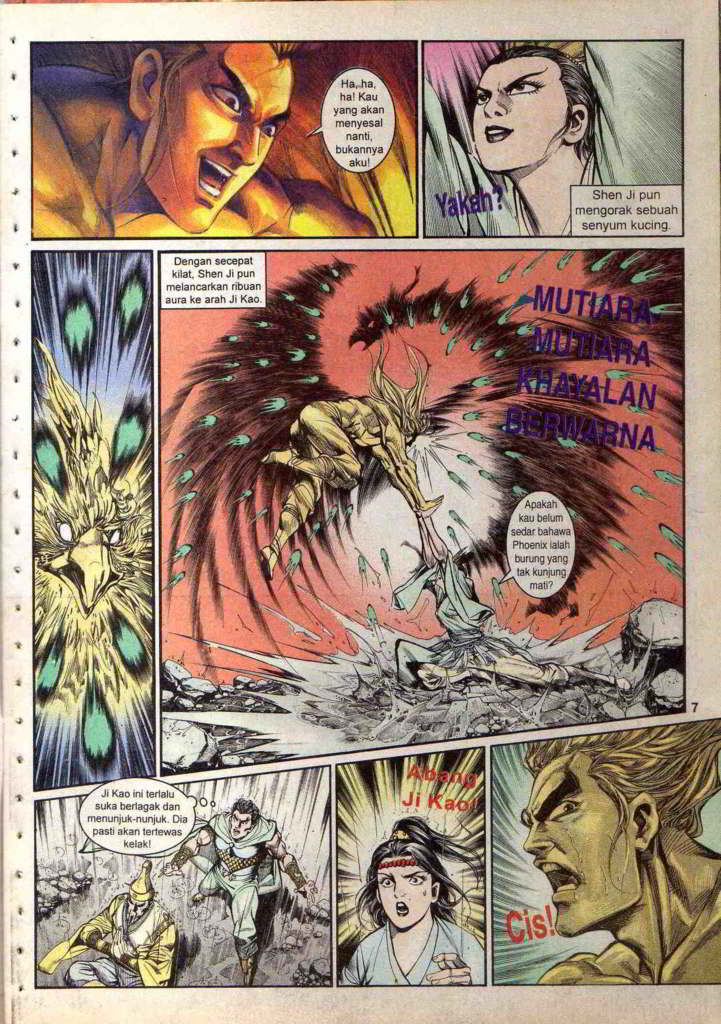 Ha, ha,
ha! Kau
yang akan
menyesal
nanti,
bukannya
aku!
Yakah?
Shen Ji pun
mengorak sebuah
senyum kucing.
Dengan secepat
kilat, Shen Ji pun
melancarkan ribuan
aura ke arah Ji Kao.
MUTIARA
MUTIARA
KHAYALAN
BERWARNA
Apakah
kau belum
sedar bahawa
Phoenix ialah
burung yang
tak kunjung
mati?
7
Ji Kao ini terlalu
suka berlagak dan
menunjuk-nunjuk. Dia
pasti akan tertewas
kelak!
Abang
Ji Kao!
Cis!